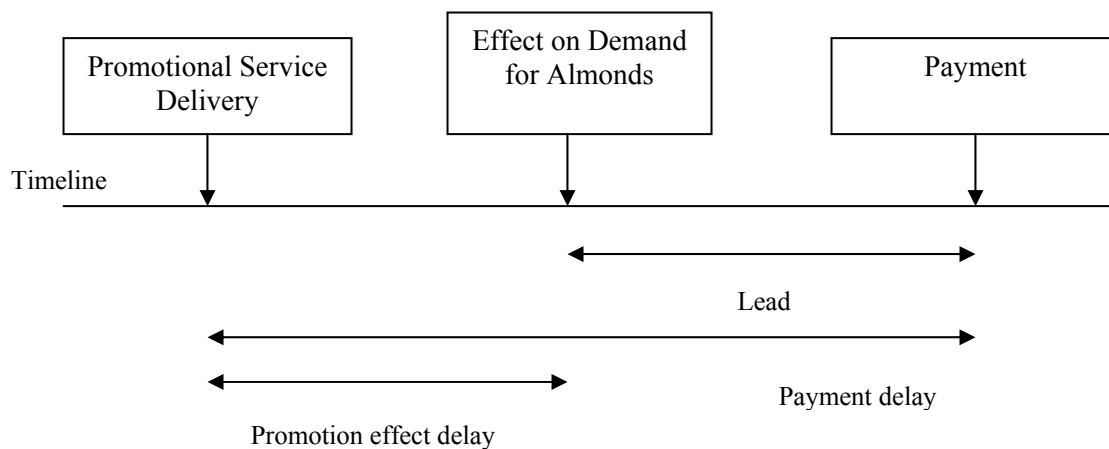 Promotional Service
Delivery
Effect on Demand
for Almonds
Payment
Timeline
Lead
Payment delay
Promotion effect delay